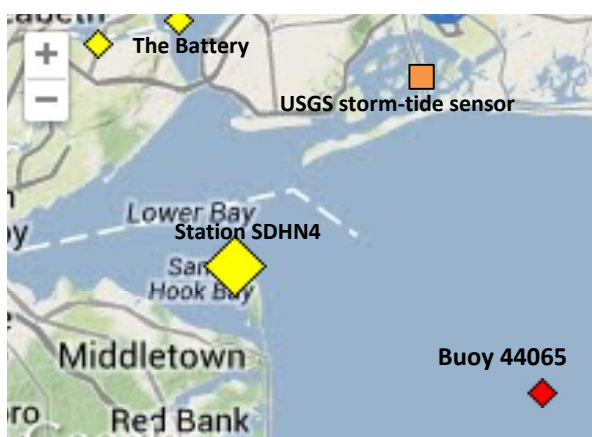 The Battery
+
−
USGS storm-tide sensor
Lower Bay
Station SDHN4
Hook Bay
Middletown
Buoy 44065
Red Bank